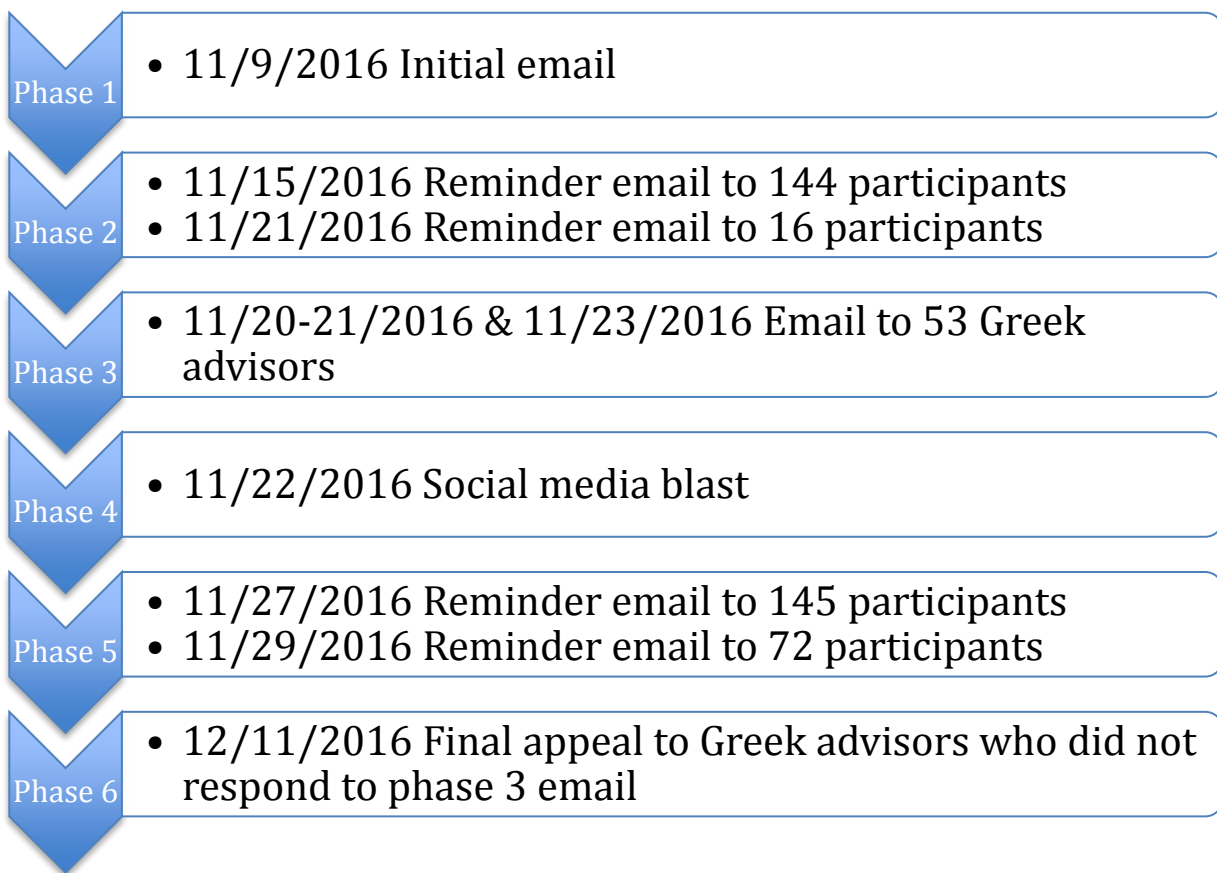 Phase 1
• 11/9/2016 Initial email
Phase 2
• 11/15/2016 Reminder email to 144 participants
• 11/21/2016 Reminder email to 16 participants
Phase 3
• 11/20-21/2016 & 11/23/2016 Email to 53 Greek
advisors
Phase 4
• 11/22/2016 Social media blast
Phase 5
• 11/27/2016 Reminder email to 145 participants
• 11/29/2016 Reminder email to 72 participants
Phase 6
• 12/11/2016 Final appeal to Greek advisors who did not
respond to phase 3 email